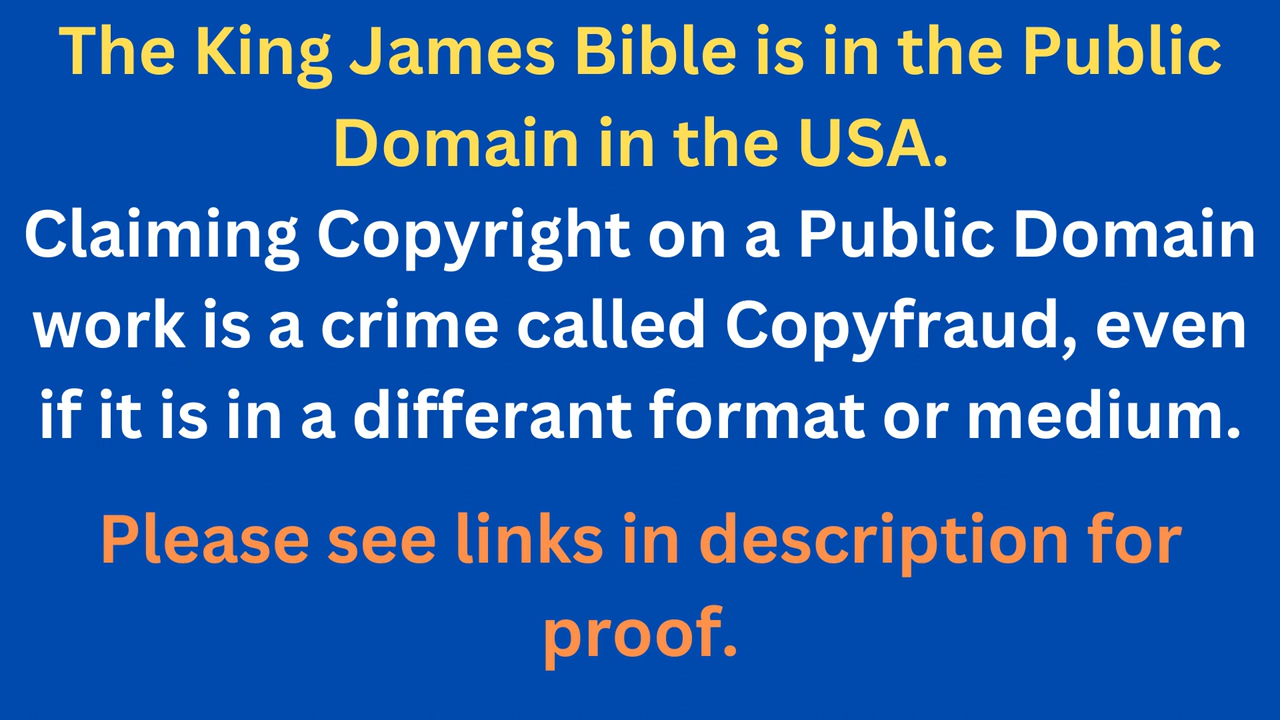 The King James Bible is in the Public
Domain in the USA.
Claiming Copyright on a Public Domain
work is a crime called Copyfraud, even
if it is in a differant format or medium.
Please see links in description for
proof.